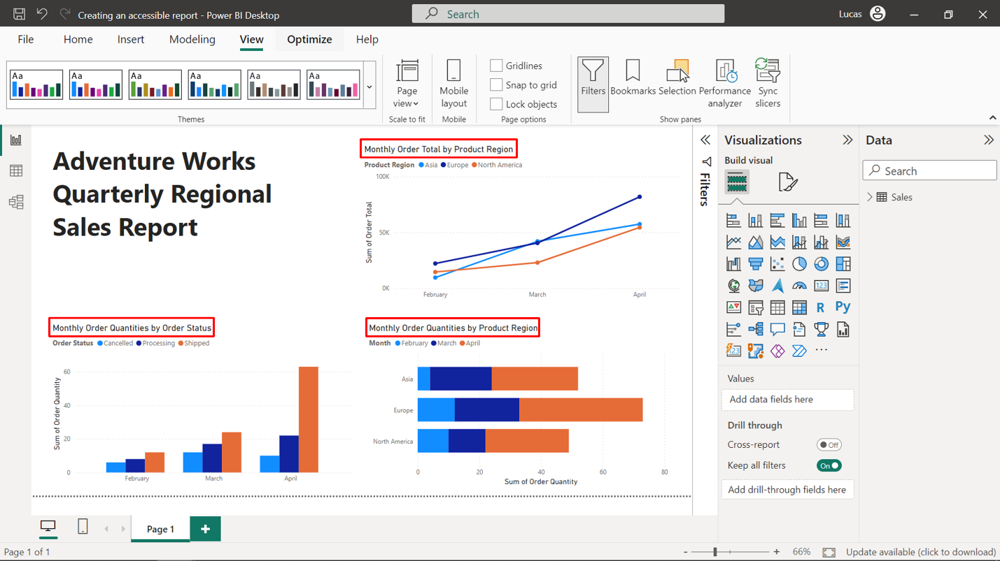 Creating an accessible report - Power BI Desktop
Search
Lucas
File Home Insert Modeling View Optimize Help
Aa Aa Aa Aa Aa Aa
Themes
Page view
Scale to fit
Mobile layout
Mobile
Gridlines
Snap to grid
Lock objects
Page options
Filters
Bookmarks
Selection
Performance analyzer
Sync slicers
Show panes
Adventure Works
Quarterly Regional
Sales Report
Monthly Order Total by Product Region
Product Region Asia Europe North America
100K
50K
0K
Sum of Order Total
February March April
Monthly Order Quantities by Order Status
Order Status Cancelled Processing Shipped
60
40
20
0
Sum of Order Quantity
February March April
Monthly Order Quantities by Product Region
Month February March April
Asia
Europe
North America
0 20 40 60 80
Sum of Order Quantity
Filters
Visualizations
Build visual
123
R Py
123
Values
Add data fields here
Drill through
Cross-report Off
Keep all filters On
Add drill-through fields here
Data
Search
Sales
Page 1
+
Page 1 of 1
- + 66%
Update available (click to download)